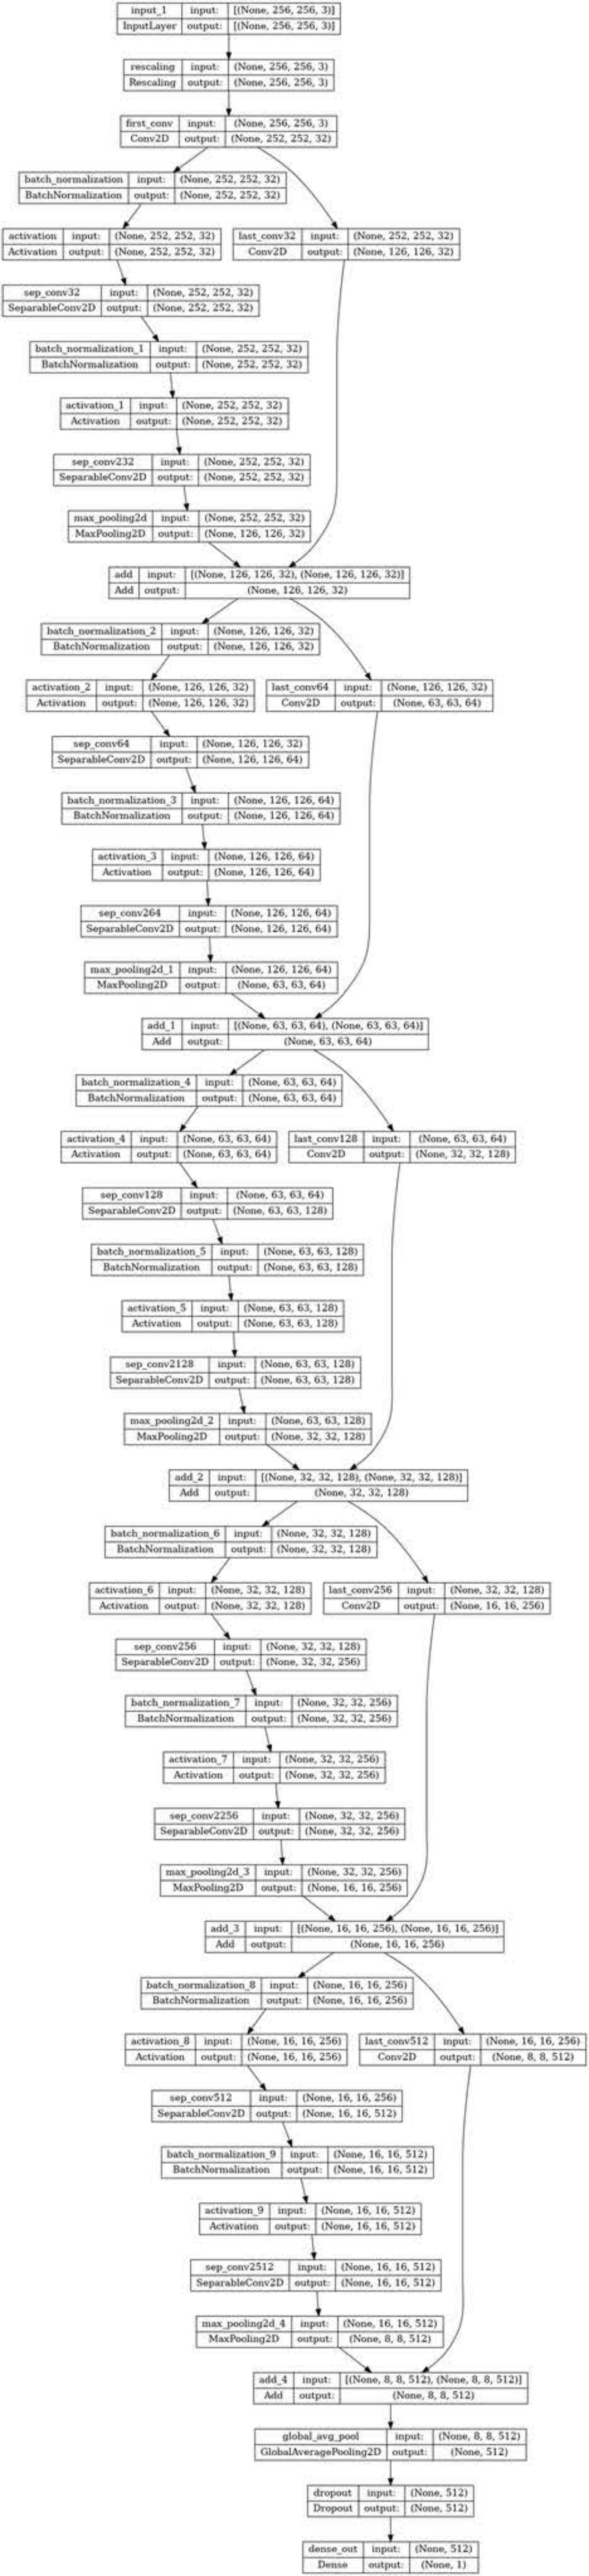 input_1 input: [(None, 256, 256, 3)]
InputLayer output: [(None, 256, 256, 3)]
rescaling input: (None, 256, 256, 3)
Rescaling output: (None, 256, 256, 3)
first_conv input: (None, 256, 256, 3)
Conv2D output: (None, 252, 252, 32)
batch_normalization input: (None, 252, 252, 32)
BatchNormalization output: (None, 252, 252, 32)
activation input: (None, 252, 252, 32)
Activation output: (None, 252, 252, 32)
last_conv32 input: (None, 252, 252, 32)
Conv2D output: (None, 126, 126, 32)
sep_conv32 input: (None, 252, 252, 32)
SeparableConv2D output: (None, 252, 252, 32)
batch_normalization_1 input: (None, 252, 252, 32)
BatchNormalization output: (None, 252, 252, 32)
activation_1 input: (None, 252, 252, 32)
Activation output: (None, 252, 252, 32)
sep_conv232 input: (None, 252, 252, 32)
SeparableConv2D output: (None, 252, 252, 32)
max_pooling2d input: (None, 252, 252, 32)
MaxPooling2D output: (None, 126, 126, 32)
add input: [(None, 126, 126, 32), (None, 126, 126, 32)]
Add output: (None, 126, 126, 32)
batch_normalization_2 input: (None, 126, 126, 32)
BatchNormalization output: (None, 126, 126, 32)
activation_2 input: (None, 126, 126, 32)
Activation output: (None, 126, 126, 32)
last_conv64 input: (None, 126, 126, 32)
Conv2D output: (None, 63, 63, 64)
sep_conv64 input: (None, 126, 126, 32)
SeparableConv2D output: (None, 126, 126, 64)
batch_normalization_3 input: (None, 126, 126, 64)
BatchNormalization output: (None, 126, 126, 64)
activation_3 input: (None, 126, 126, 64)
Activation output: (None, 126, 126, 64)
sep_conv264 input: (None, 126, 126, 64)
SeparableConv2D output: (None, 126, 126, 64)
max_pooling2d_1 input: (None, 126, 126, 64)
MaxPooling2D output: (None, 63, 63, 64)
add_1 input: [(None, 63, 63, 64), (None, 63, 63, 64)]
Add output: (None, 63, 63, 64)
batch_normalization_4 input: (None, 63, 63, 64)
BatchNormalization output: (None, 63, 63, 64)
activation_4 input: (None, 63, 63, 64)
Activation output: (None, 63, 63, 64)
last_conv128 input: (None, 63, 63, 64)
Conv2D output: (None, 32, 32, 128)
sep_conv128 input: (None, 63, 63, 64)
SeparableConv2D output: (None, 63, 63, 128)
batch_normalization_5 input: (None, 63, 63, 128)
BatchNormalization output: (None, 63, 63, 128)
activation_5 input: (None, 63, 63, 128)
Activation output: (None, 63, 63, 128)
sep_conv2128 input: (None, 63, 63, 128)
SeparableConv2D output: (None, 63, 63, 128)
max_pooling2d_2 input: (None, 63, 63, 128)
MaxPooling2D output: (None, 32, 32, 128)
add_2 input: [(None, 32, 32, 128), (None, 32, 32, 128)]
Add output: (None, 32, 32, 128)
batch_normalization_6 input: (None, 32, 32, 128)
BatchNormalization output: (None, 32, 32, 128)
activation_6 input: (None, 32, 32, 128)
Activation output: (None, 32, 32, 128)
last_conv256 input: (None, 32, 32, 128)
Conv2D output: (None, 16, 16, 256)
sep_conv256 input: (None, 32, 32, 128)
SeparableConv2D output: (None, 32, 32, 256)
batch_normalization_7 input: (None, 32, 32, 256)
BatchNormalization output: (None, 32, 32, 256)
activation_7 input: (None, 32, 32, 256)
Activation output: (None, 32, 32, 256)
sep_conv2256 input: (None, 32, 32, 256)
SeparableConv2D output: (None, 32, 32, 256)
max_pooling2d_3 input: (None, 32, 32, 256)
MaxPooling2D output: (None, 16, 16, 256)
add_3 input: [(None, 16, 16, 256), (None, 16, 16, 256)]
Add output: (None, 16, 16, 256)
batch_normalization_8 input: (None, 16, 16, 256)
BatchNormalization output: (None, 16, 16, 256)
activation_8 input: (None, 16, 16, 256)
Activation output: (None, 16, 16, 256)
last_conv512 input: (None, 16, 16, 256)
Conv2D output: (None, 8, 8, 512)
sep_conv512 input: (None, 16, 16, 256)
SeparableConv2D output: (None, 16, 16, 512)
batch_normalization_9 input: (None, 16, 16, 512)
BatchNormalization output: (None, 16, 16, 512)
activation_9 input: (None, 16, 16, 512)
Activation output: (None, 16, 16, 512)
sep_conv2512 input: (None, 16, 16, 512)
SeparableConv2D output: (None, 16, 16, 512)
max_pooling2d_4 input: (None, 16, 16, 512)
MaxPooling2D output: (None, 8, 8, 512)
add_4 input: [(None, 8, 8, 512), (None, 8, 8, 512)]
Add output: (None, 8, 8, 512)
global_avg_pool input: (None, 8, 8, 512)
GlobalAveragePooling2D output: (None, 512)
dropout input: (None, 512)
Dropout output: (None, 512)
dense_out input: (None, 512)
Dense output: (None, 1)